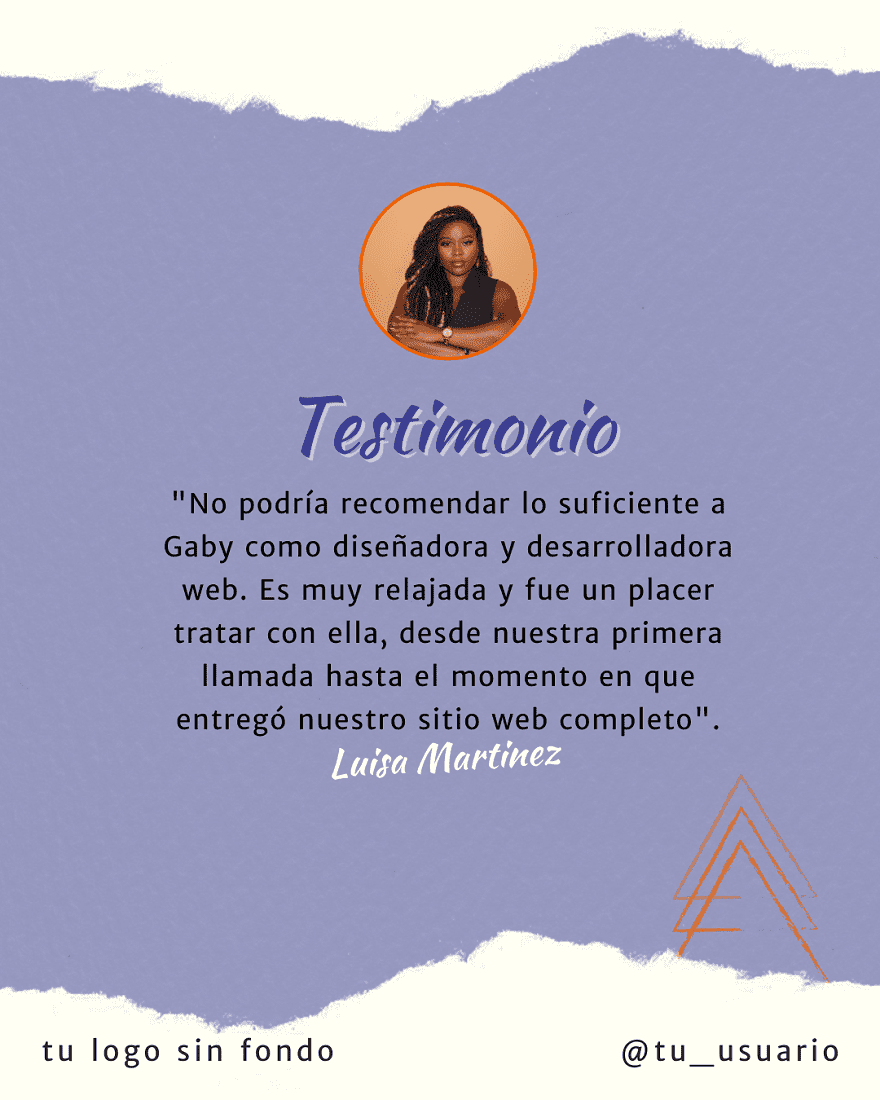 Testimonio
"No podría recomendar lo suficiente a
Gaby como diseñadora y desarrolladora
web. Es muy relajada y fue un placer
tratar con ella, desde nuestra primera
llamada hasta el momento en que
entregó nuestro sitio web completo".
Luisa Martinez
tu logo sin fondo
@tu_usuario